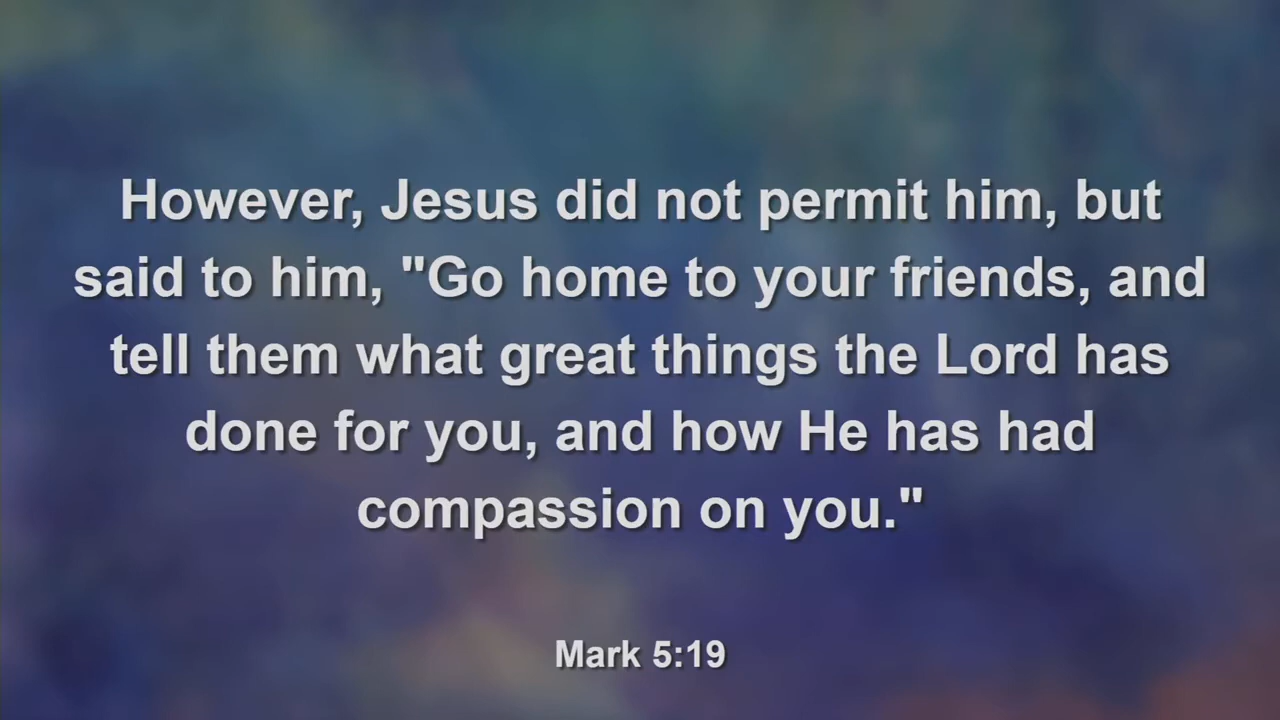 However, Jesus did not permit him, but
said to him, "Go home to your friends, and
tell them what great things the Lord has
done for you, and how He has had
compassion on you."
Mark 5:19